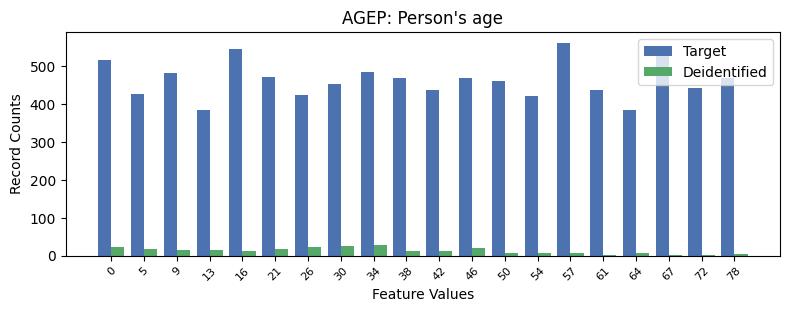 AGEP: Person's age
Target
Deidentified
Record Counts
500
400
300
200
100
0
0 5 9 13 16 21 26 30 34 38 42 46 50 54 57 61 64 67 72 78
Feature Values